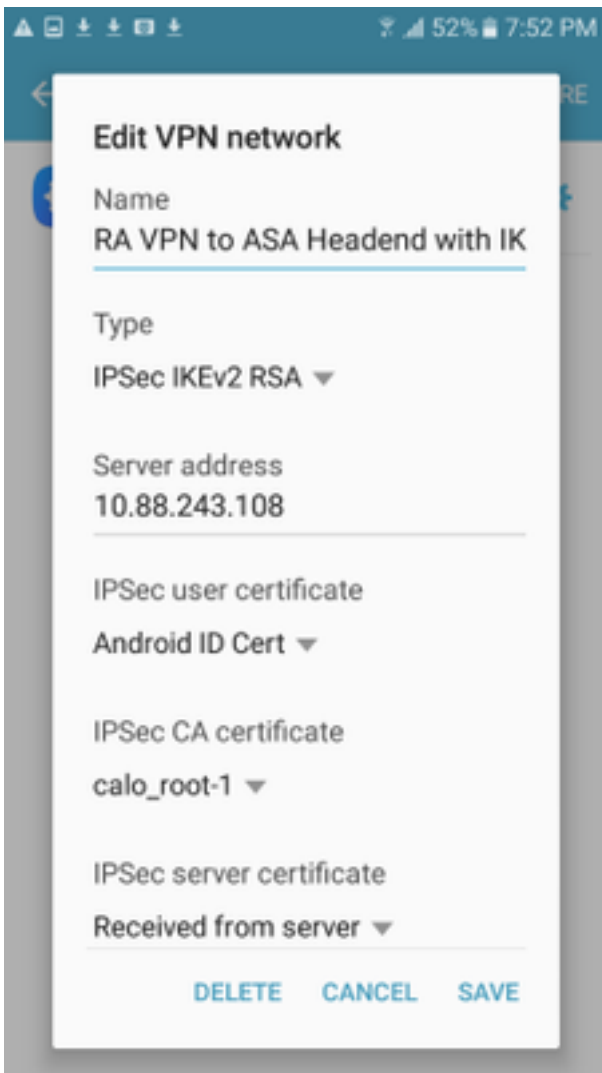 52% 7:52 PM
RE
Edit VPN network
Name
RA VPN to ASA Headend with IK
Type
IPSec IKEv2 RSA
Server address
10.88.243.108
IPSec user certificate
Android ID Cert
IPSec CA certificate
calo_root-1
IPSec server certificate
Received from server
DELETE CANCEL SAVE